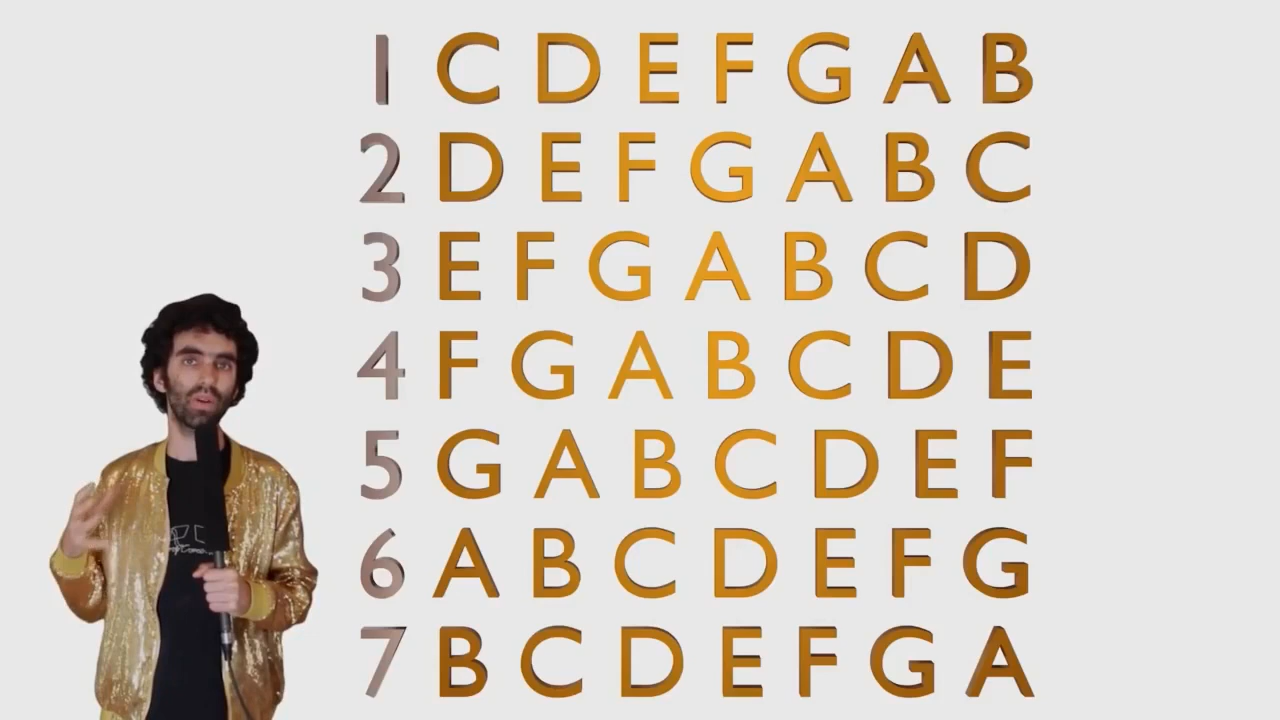 1 C D E F G A B
2 D E F G A B C
3 E F G A B C D
4 F G A B C D E
5 G A B C D E F
6 A B C D E F G
7 B C D E F G A